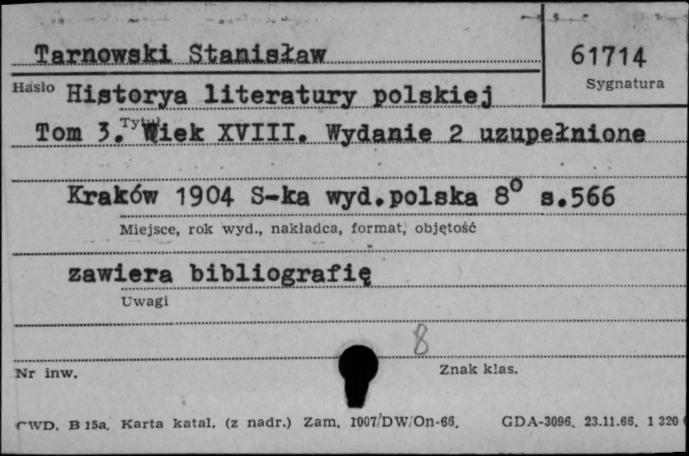 Tarnowski Stanisław
61714
Hasło
Sygnatura
Historya literatury polskiej
Tytuł
Tom 3. Wiek XVIII. Wydanie 2 uzupełnione
Kraków 1904 S-ka wyd.polska 8° s.566
Miejsce, rok wyd., nakładca, format, objętość
zawiera bibliografię
Uwagi
8
Nr inw.
Znak klas.
CWD. B 15a. Karta katal. (z nadr.) Zam. 1007/DW/On-66. GDA-3096. 23.11.66. 1 320